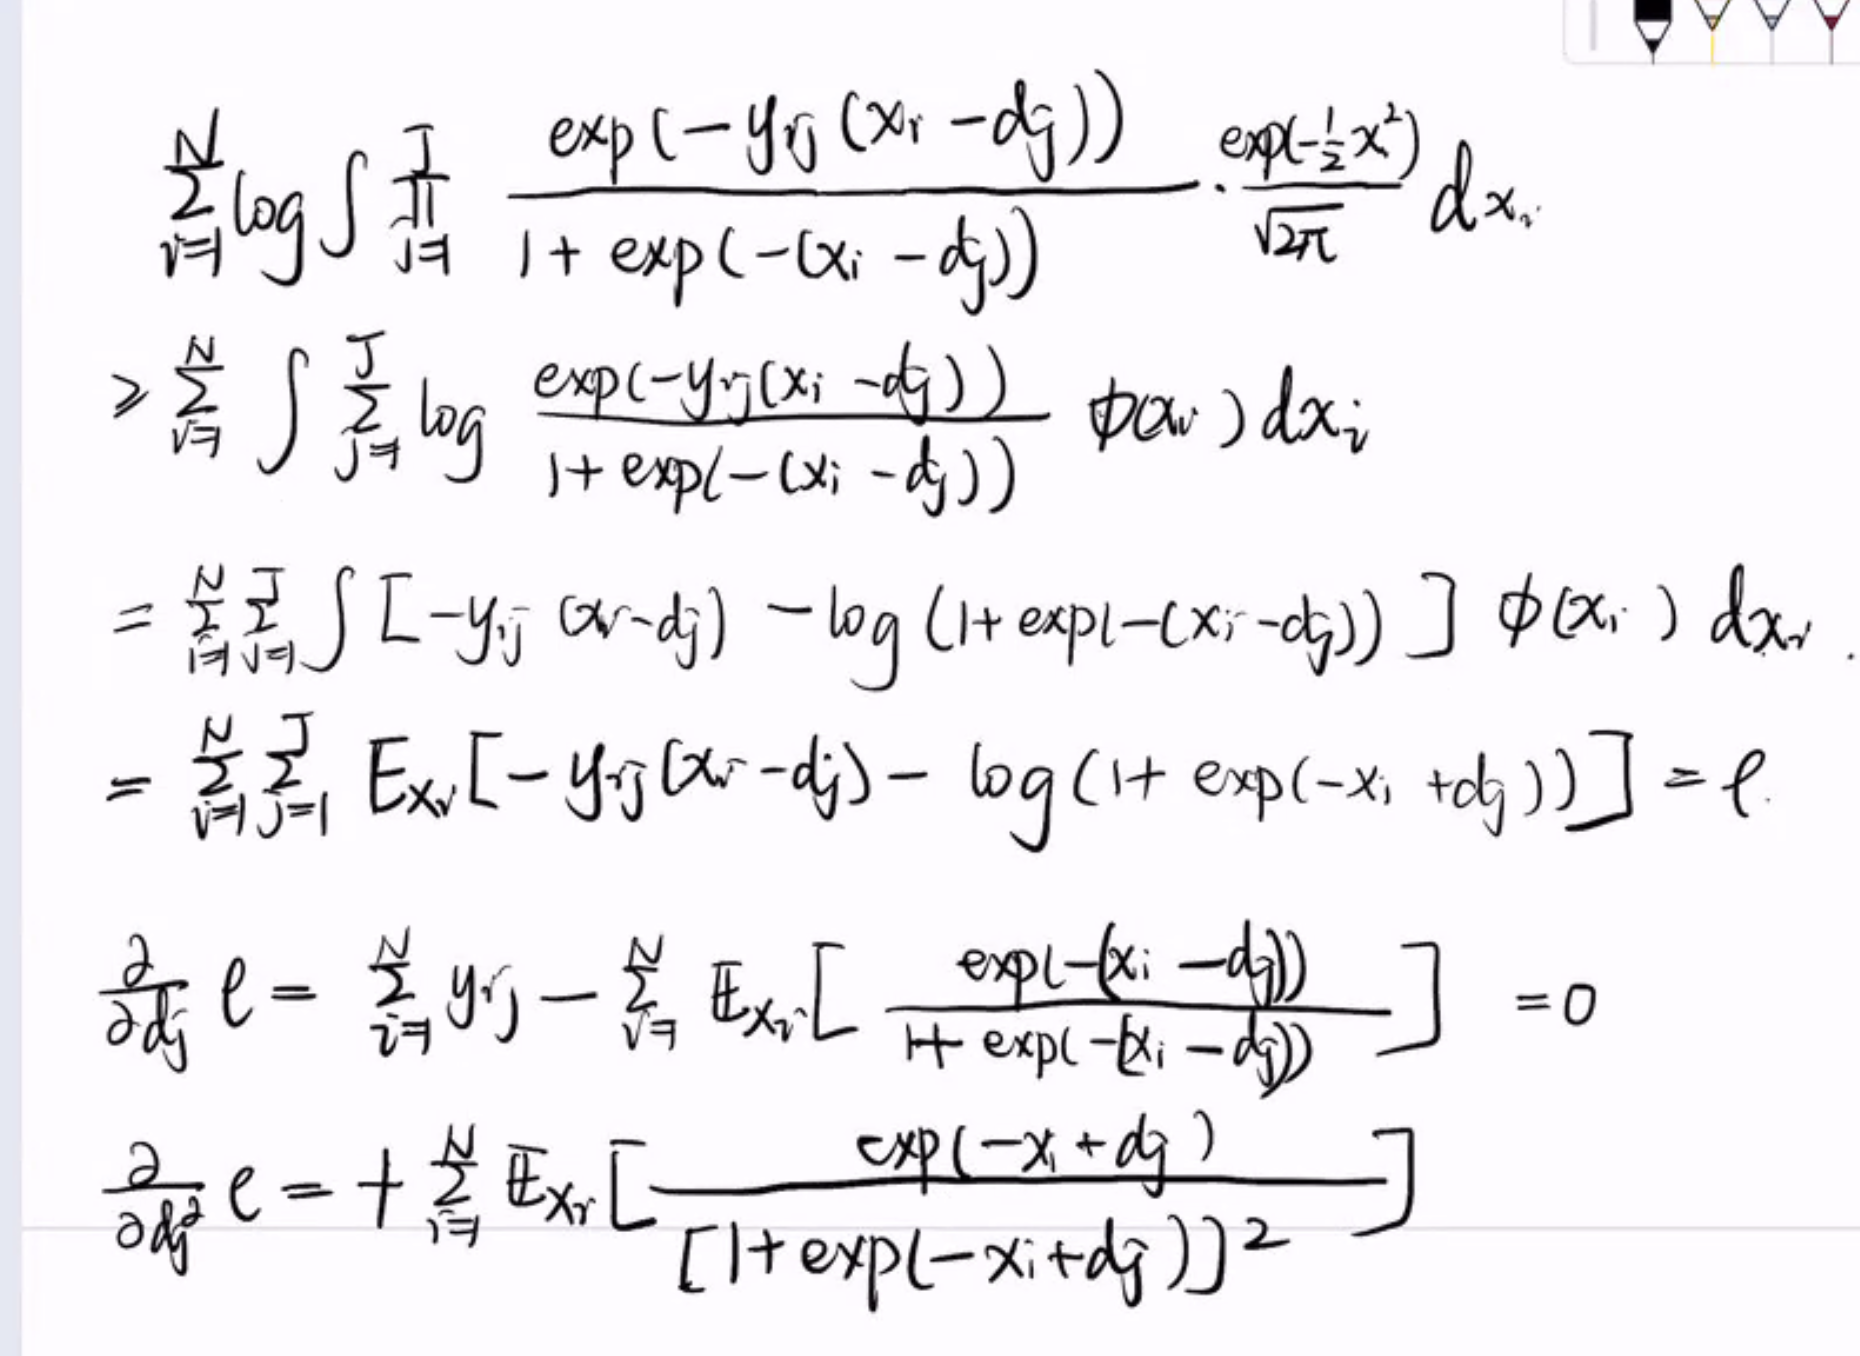 \sum_{i=1}^{N} \log \int \prod_{j=1}^{J} \frac{\exp(-y_{ij}(x_i - d_j))}{1 + \exp(-(x_i - d_j))} \cdot \frac{\exp(-\frac{1}{2}x^2)}{\sqrt{2\pi}} dx_i
\geq \sum_{i=1}^{N} \int \sum_{j=1}^{J} \log \frac{\exp(-y_{ij}(x_i - d_j))}{1 + \exp(-(x_i - d_j))} \phi(x_i) dx_i
= \sum_{i=1}^{N} \sum_{j=1}^{J} \int [-y_{ij}(x_i - d_j) - \log(1 + \exp(-(x_i - d_j)))] \phi(x_i) dx_i.
= \sum_{i=1}^{N} \sum_{j=1}^{J} E_{x_i}[-y_{ij}(x_i - d_j) - \log(1 + \exp(-x_i + d_j))] = \ell.
\frac{\partial}{\partial d_j} \ell = \sum_{i=1}^{N} y_{ij} - \sum_{i=1}^{N} E_{x_i}[\frac{\exp(-(x_i - d_j))}{1 + \exp(-(x_i - d_j))}] = 0
\frac{\partial}{\partial d_j^2} \ell = + \sum_{i=1}^{N} E_{x_i}[\frac{\exp(-x_i + d_j)}{[1 + \exp(-x_i + d_j)]^2}]